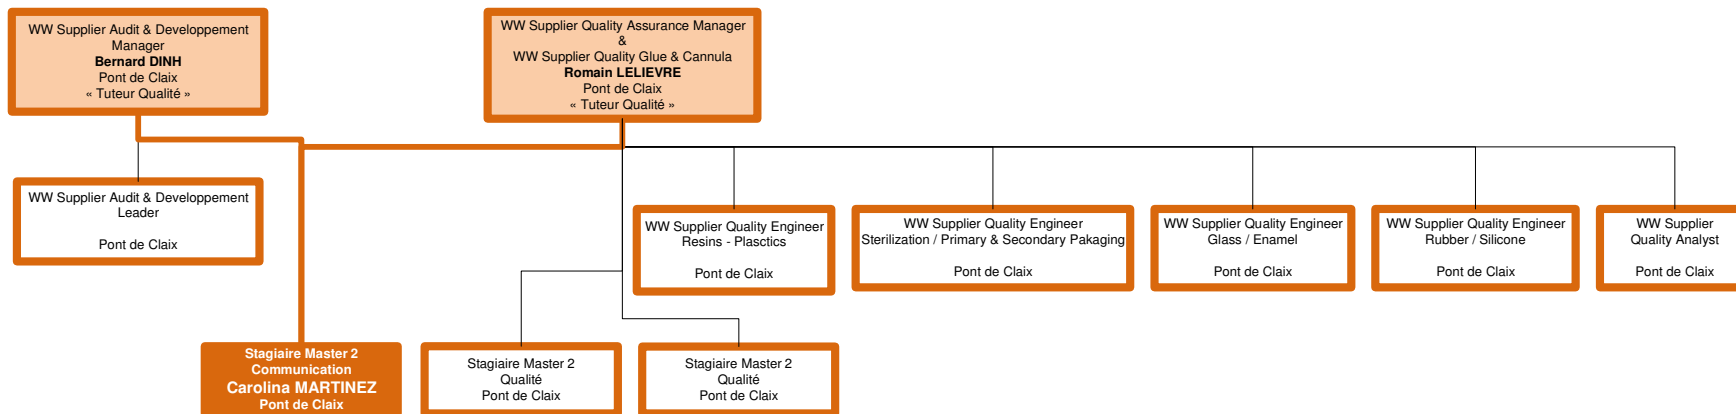 WW Supplier Audit & Developpement
Manager
Bernard DINH
Pont de Claix
« Tuteur Qualité »
WW Supplier Quality Assurance Manager
&
WW Supplier Quality Glue & Cannula
Romain LELIEVRE
Pont de Claix
« Tuteur Qualité »
WW Supplier Audit & Developpement
Leader
Pont de Claix
WW Supplier Quality Engineer
Resins - Plasctics
Pont de Claix
WW Supplier Quality Engineer
Sterilization / Primary & Secondary Pakaging
Pont de Claix
WW Supplier Quality Engineer
Glass / Enamel
Pont de Claix
WW Supplier Quality Engineer
Rubber / Silicone
Pont de Claix
WW Supplier
Quality Analyst
Pont de Claix
Stagiaire Master 2
Communication
Carolina MARTINEZ
Pont de Claix
Stagiaire Master 2
Qualité
Pont de Claix
Stagiaire Master 2
Qualité
Pont de Claix